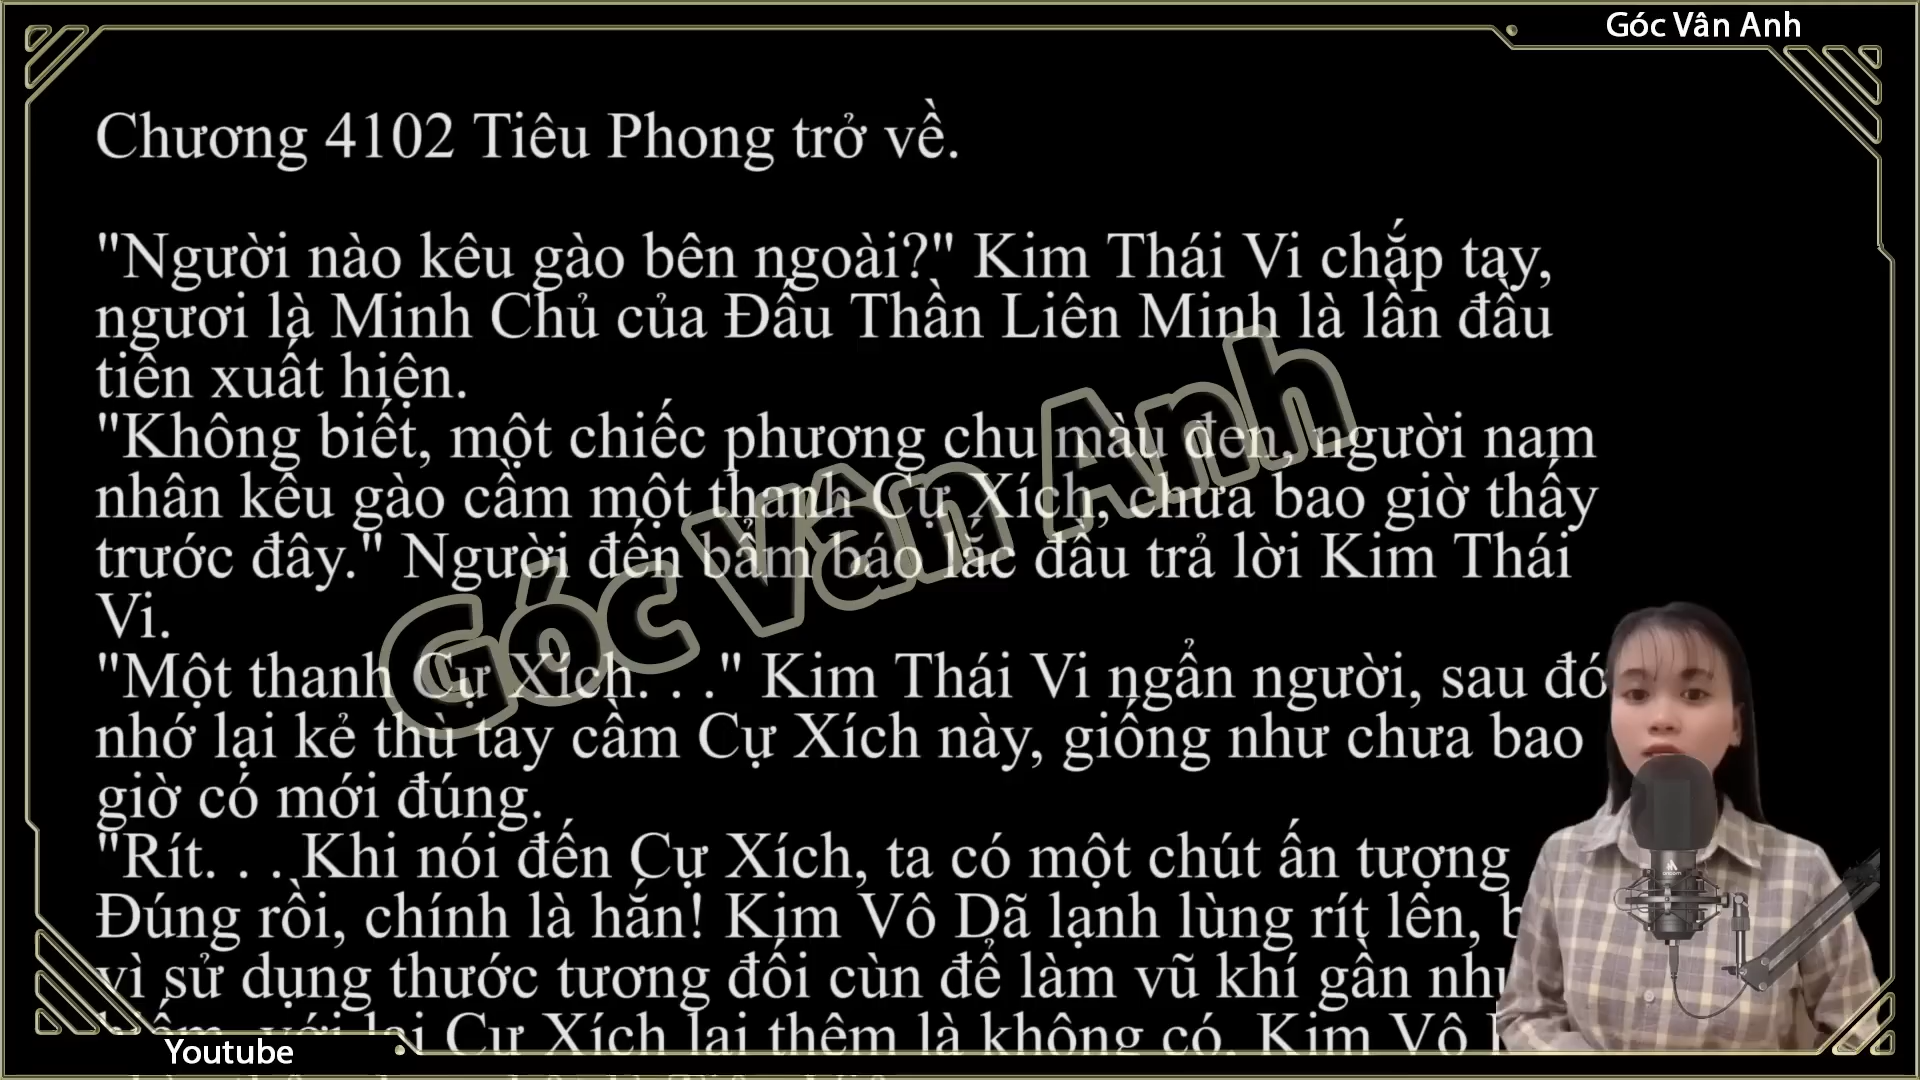 Góc Vân Anh
Chương 4102 Tiêu Phong trở về.
"Người nào kêu gào bên ngoài?" Kim Thái Vi chắp tay,
ngươi là Minh Chủ của Đấu Thần Liên Minh là lần đầu
tiên xuất hiện.
"Không biết, một chiếc phương chu màu đen, người nam
nhân kêu gào cầm một thanh Cự Xích, chưa bao giờ thấy
trước đây." Người đến bẩm báo lắc đầu trả lời Kim Thái
Vi.
"Một thanh Cự Xích. . ." Kim Thái Vi ngẩn người, sau đó
nhớ lại kẻ thù tay cầm Cự Xích này, giống như chưa bao
giờ có mới đúng.
"Rít. . . Khi nói đến Cự Xích, ta có một chút ấn tượng
Đúng rồi, chính là hắn! Kim Vô Dã lạnh lùng rít lên,
vì sử dụng thước tương đối cùn để làm vũ khí gần
hiếm, với lại Cự Xích lại thêm là không có, Kim Vô
Góc Vân Anh
Youtube